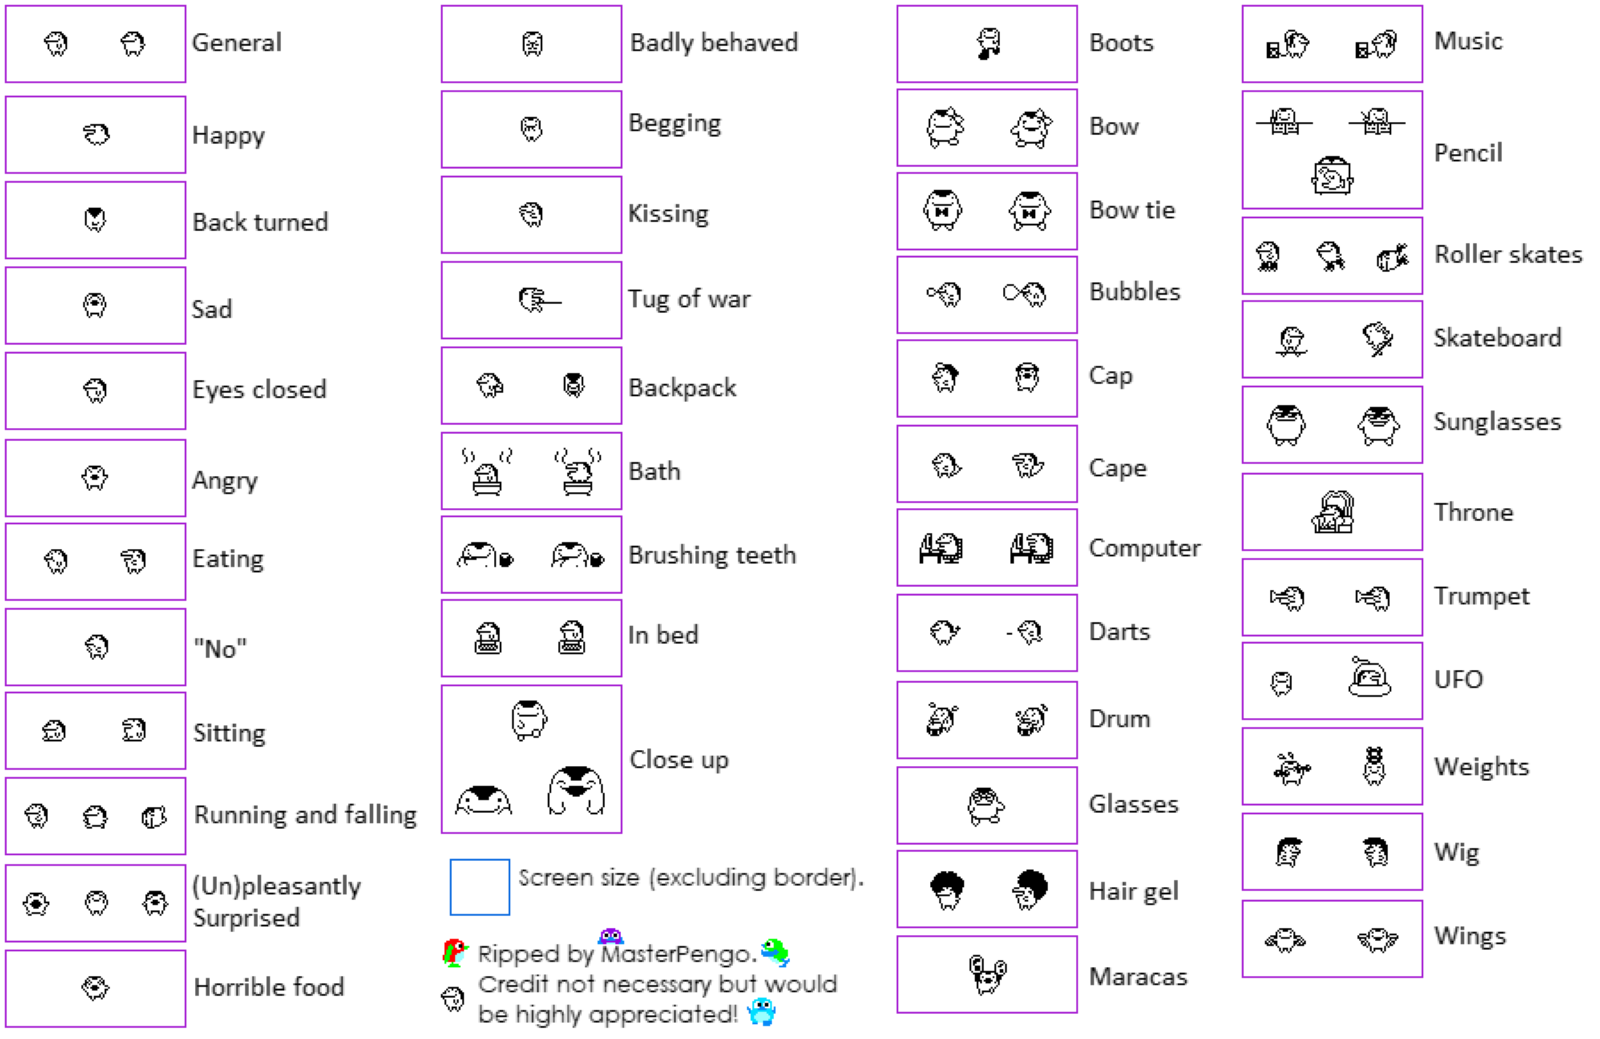 General
Happy
Back turned
Sad
Eyes closed
Angry
Eating
"No"
Sitting
Running and falling
(Un)pleasantly
Surprised
Horrible food
Badly behaved
Begging
Kissing
Tug of war
Backpack
Bath
Brushing teeth
In bed
Close up
Screen size (excluding border).
Ripped by MasterPengo.
Credit not necessary but would
be highly appreciated!
Boots
Bow
Bow tie
Bubbles
Cap
Cape
Computer
Darts
Drum
Glasses
Hair gel
Maracas
Music
Pencil
Roller skates
Skateboard
Sunglasses
Throne
Trumpet
UFO
Weights
Wig
Wings